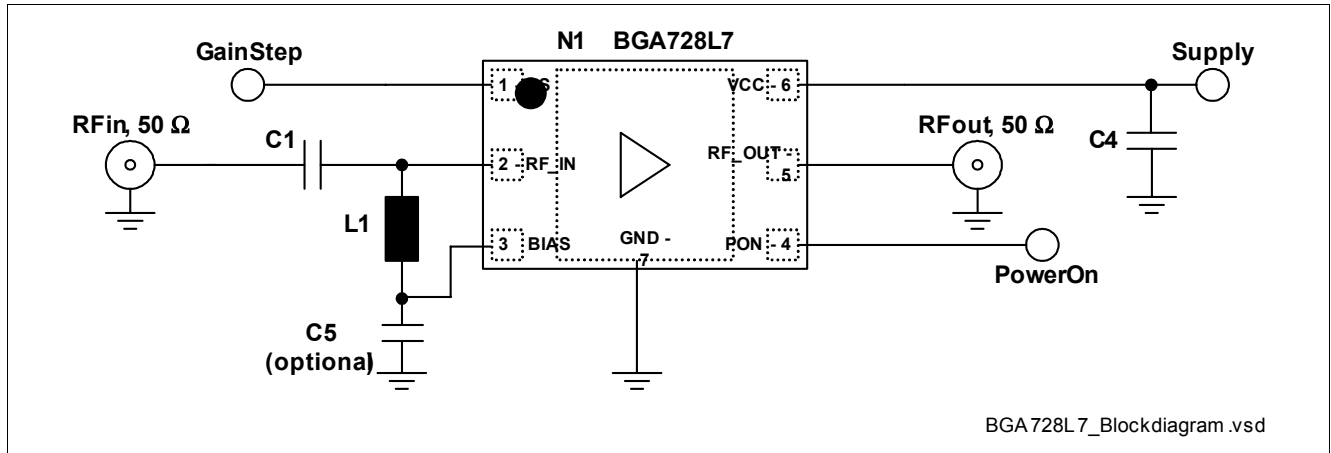 N1 BGA728L7
GainStep
Supply
1
VCC - 6
RFin, 50 Ω
C1
RFout, 50 Ω
C4
2 - RF_IN
RF_OUT -
5
L1
3 BIAS
GND -
7
PON - 4
PowerOn
C5
(optional)
BGA728L7_Blockdiagram.vsd